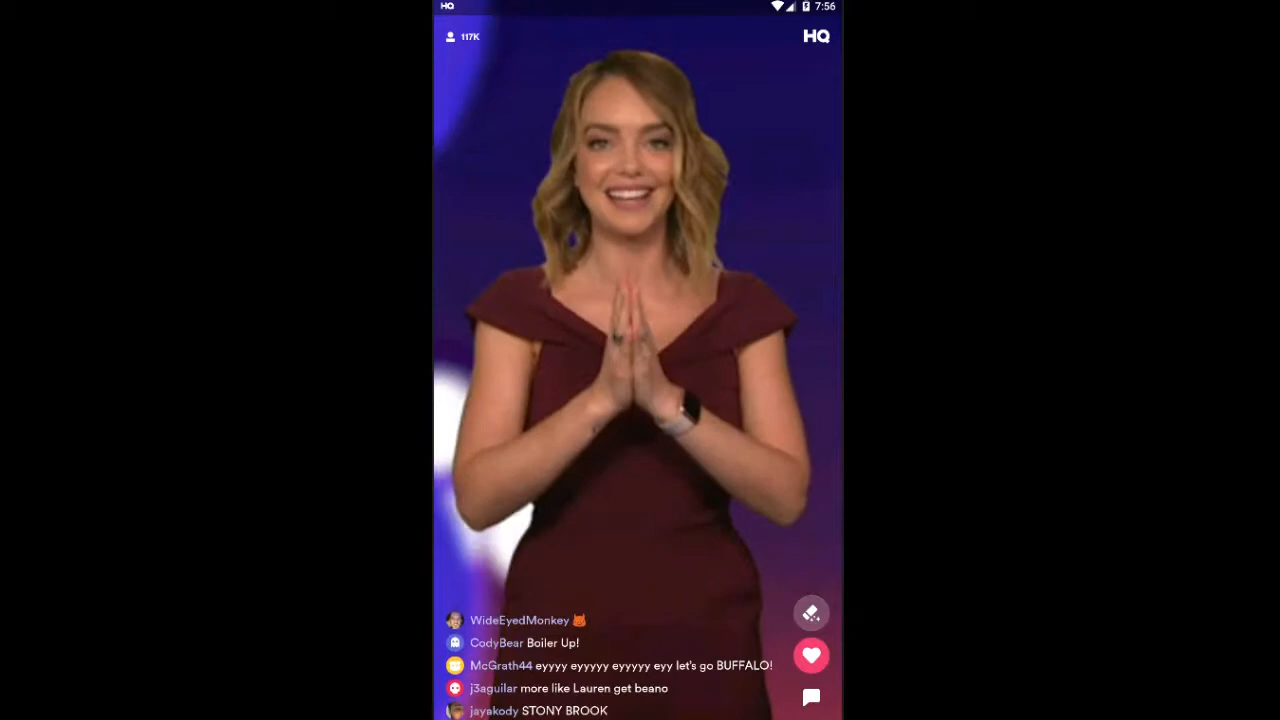 HQ 7:56
117K HQ
WideEyedMonkey
CodyBear Boiler Up!
McGrath44 eyyyy eyyyyy eyyyyy eyy let's go BUFFALO!
j3aguilar more like Lauren get beano
jayakody STONY BROOK